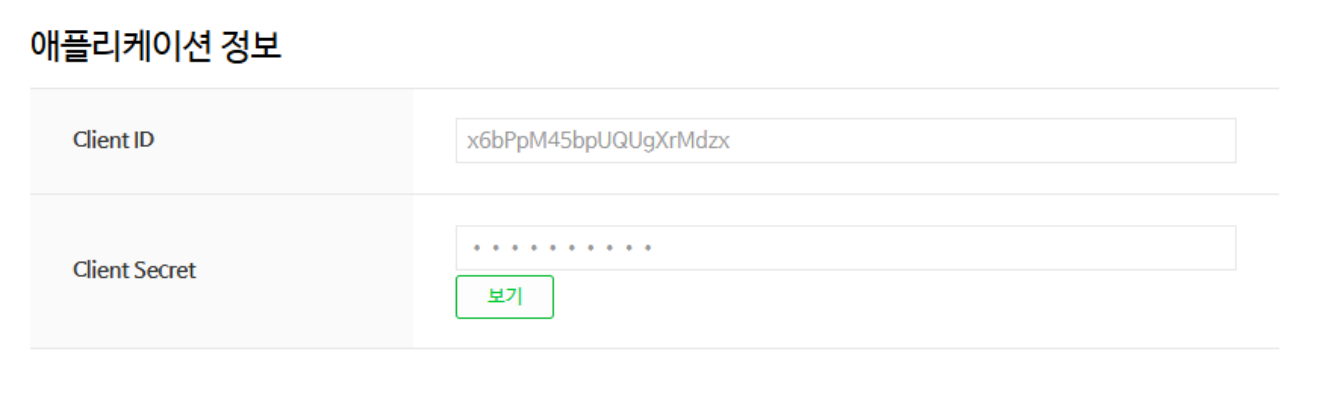 애플리케이션 정보
Client ID
x6bPpM45bpUQUgXrMdzx
Client Secret
••••••••••
보기